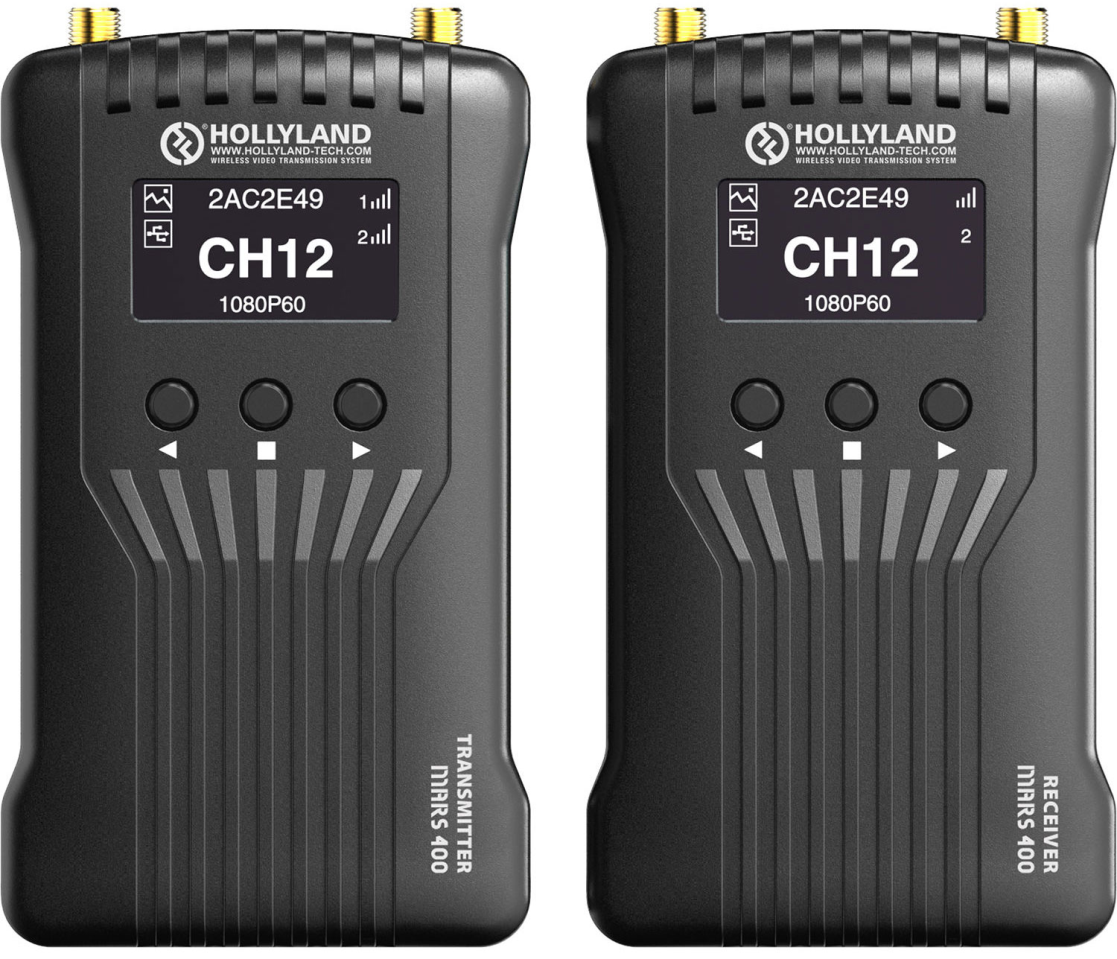 ®HOLLYLAND
WWW.HOLLYLAND-TECH.COM
WIRELESS VIDEO TRANSMISSION SYSTEM
2AC2E49
1
CH12
2
1080P60
TRANSMITTER
MARS 400
®HOLLYLAND
WWW.HOLLYLAND-TECH.COM
WIRELESS VIDEO TRANSMISSION SYSTEM
2AC2E49
CH12
2
1080P60
RECEIVER
MARS 400